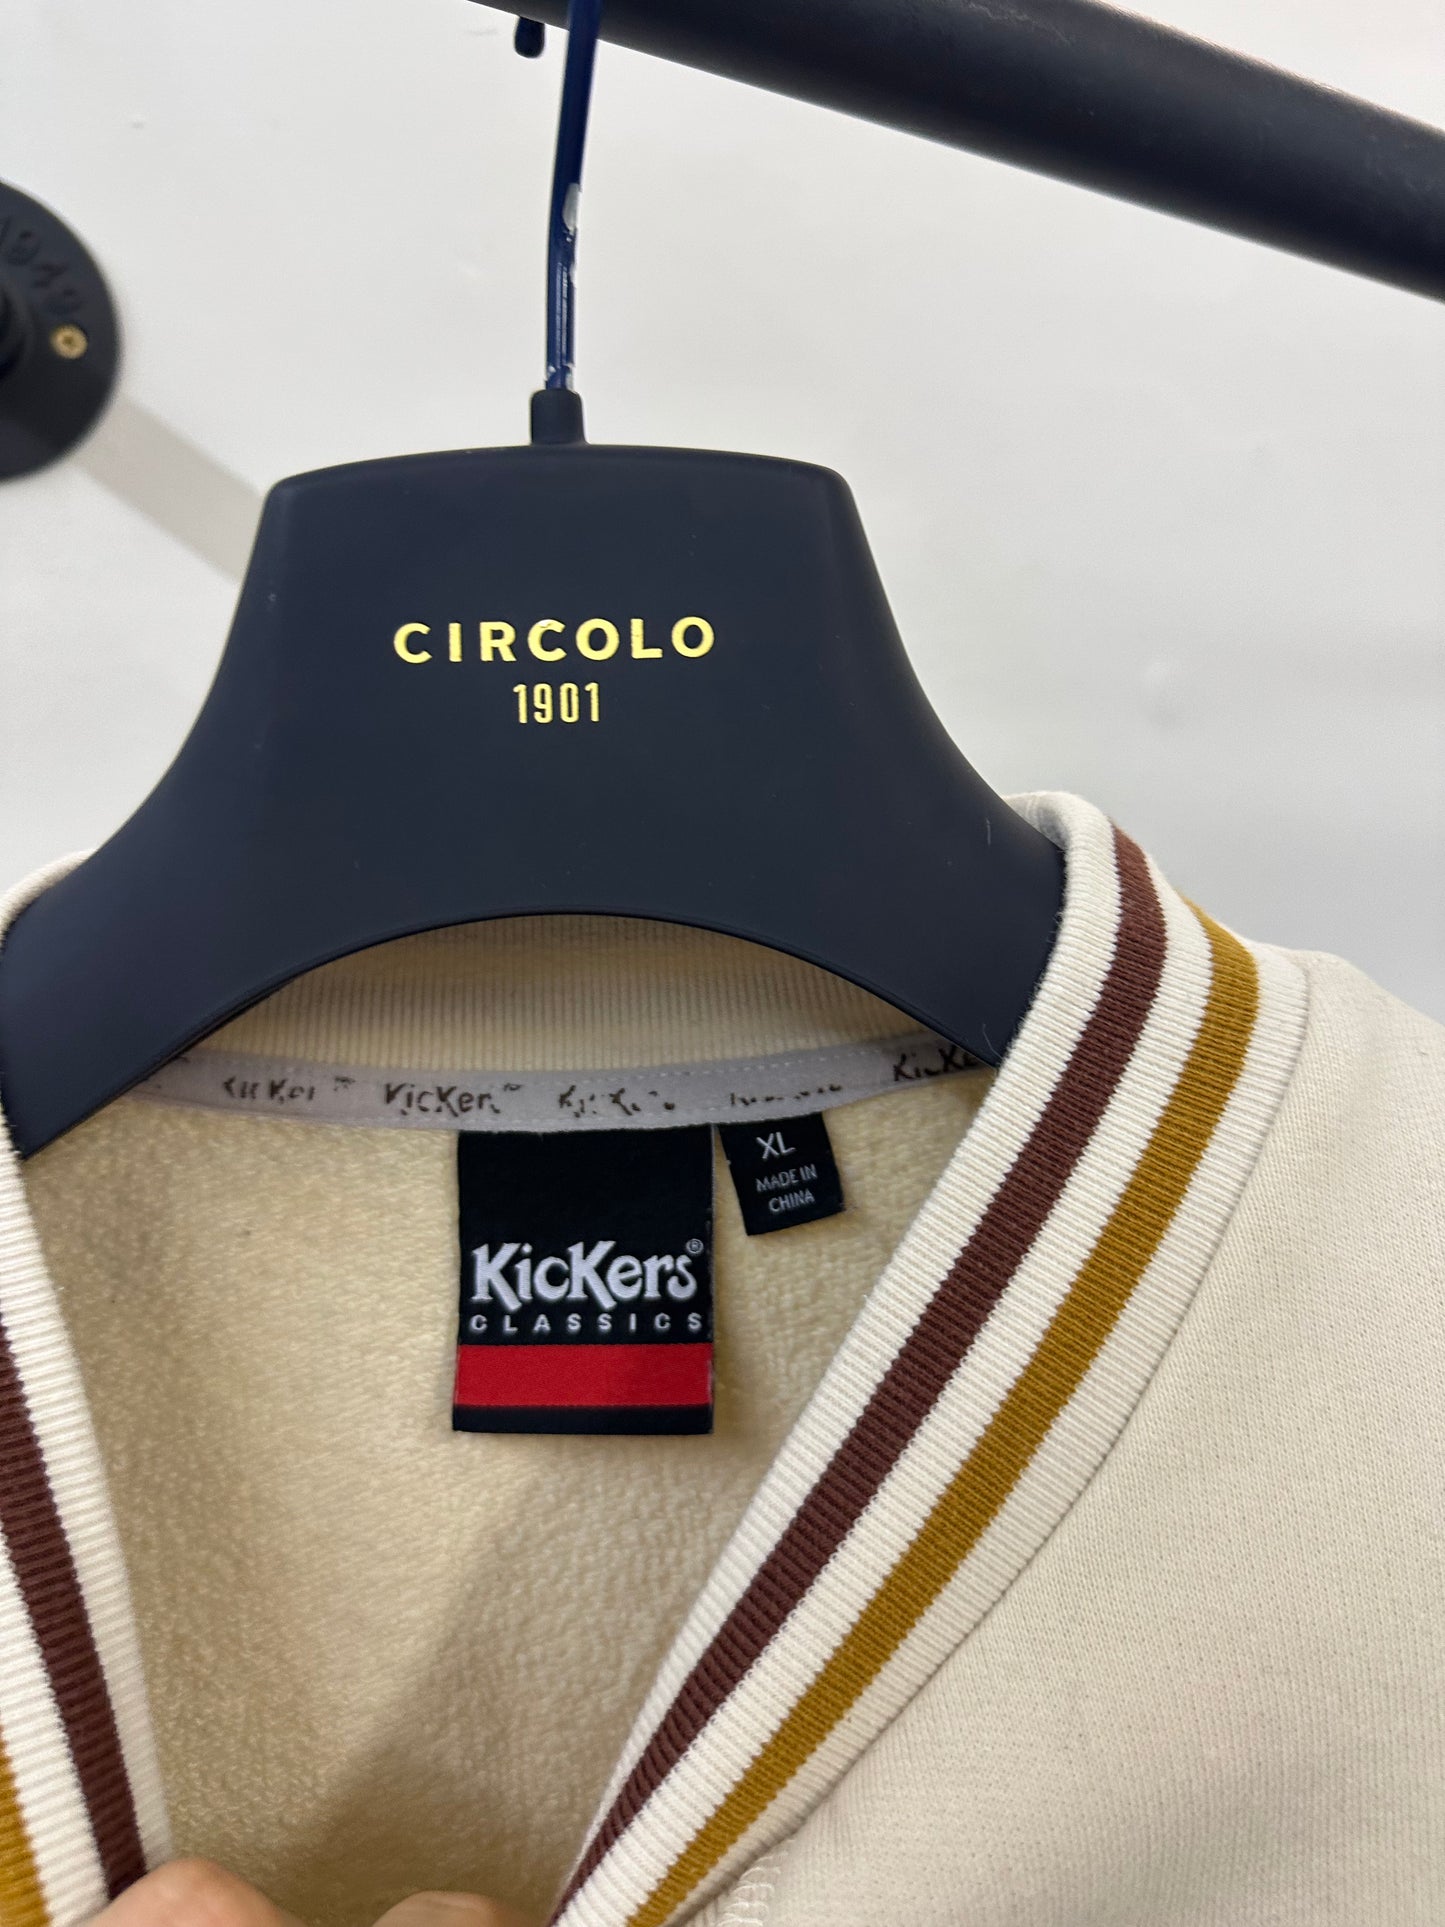 CIRCOLO
1901
KicKers
XL
MADE IN
CHINA
KicKers®
CLASSICS